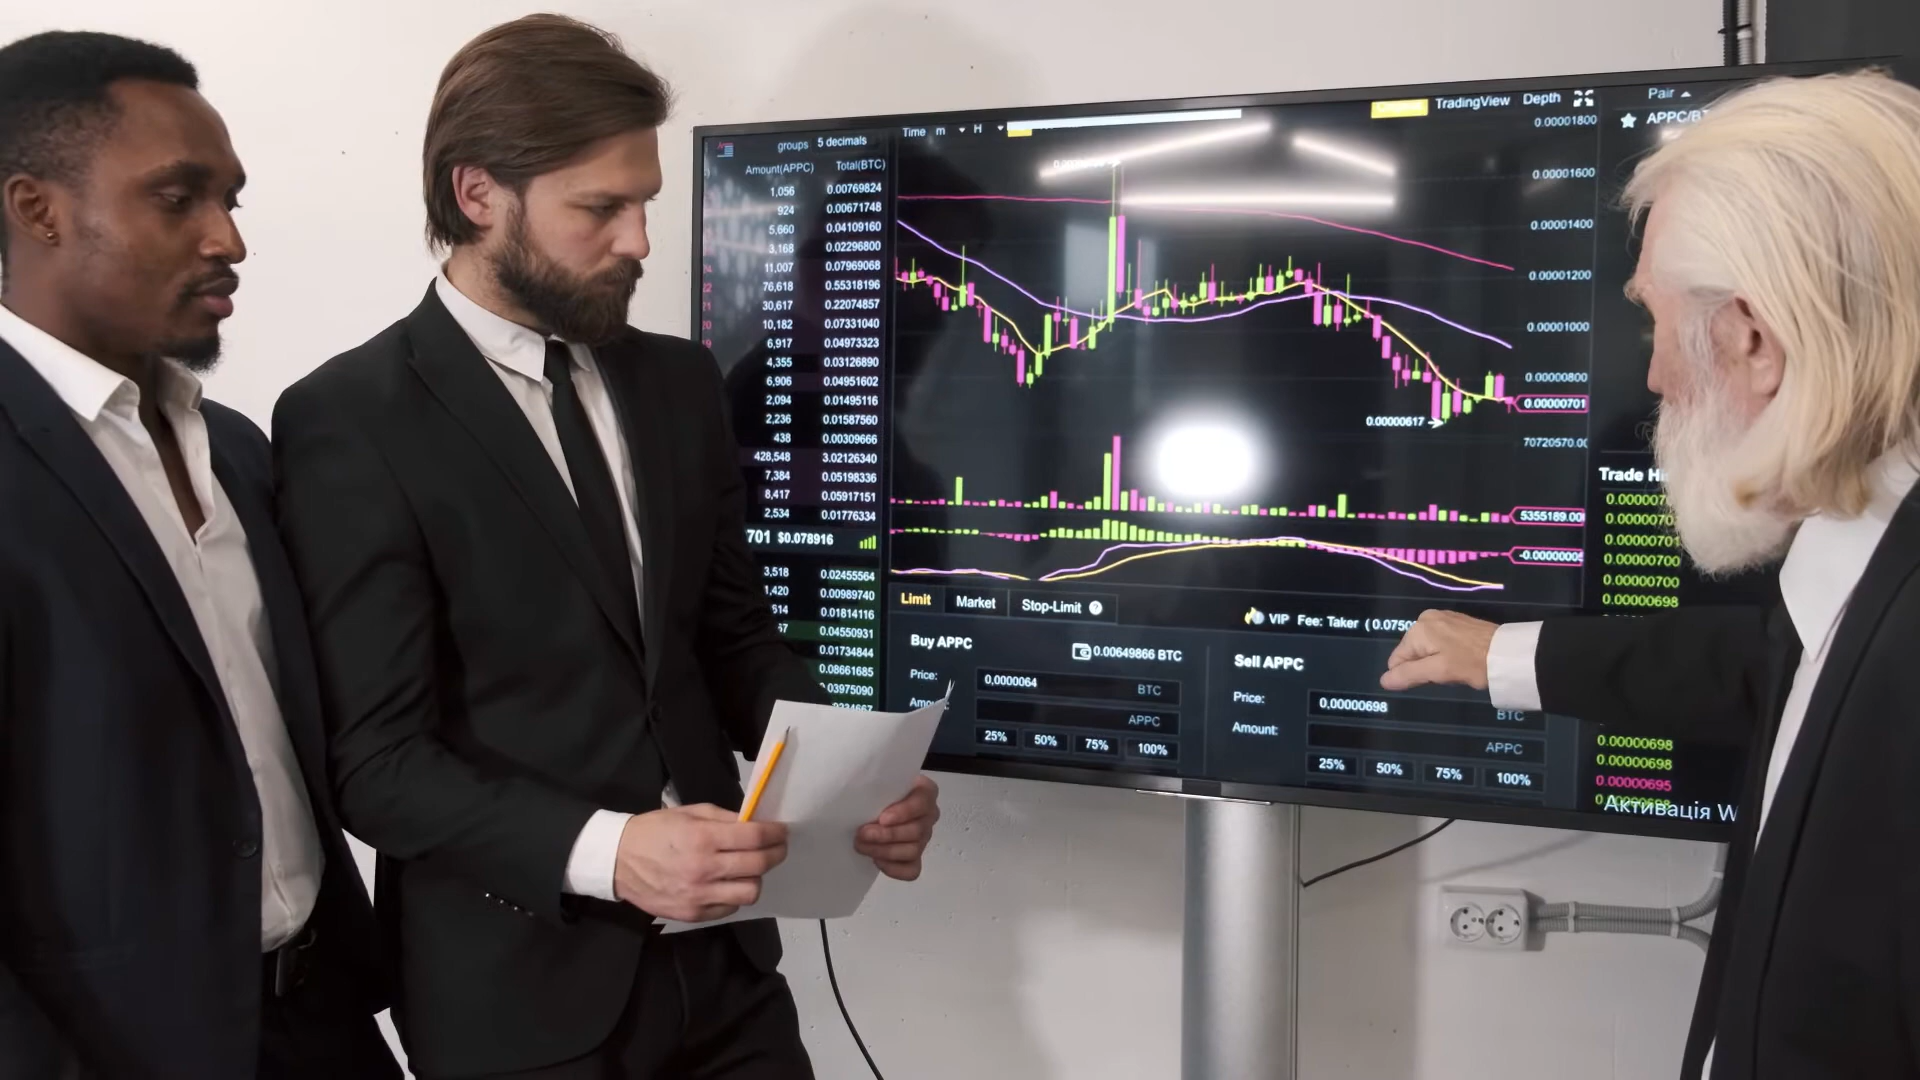 groups 5 decimals
Amount(APPC) Total(BTC)
1,056 0.00769824
924 0.00671748
5,660 0.04109160
3,168 0.02296800
11,007 0.07969068
76,618 0.55318196
30,617 0.22074857
10,182 0.07331040
6,917 0.04973323
4,355 0.03126890
6,906 0.04951602
2,094 0.01495116
2,236 0.01587560
438 0.00309666
428,548 3.02126340
7,384 0.05198336
8,417 0.05917151
2,534 0.01776334
701 $0.078916
3,518 0.02455564
1,420 0.00989740
514 0.01814116
67 0.04550931
0.01734844
0.08661685
03975090
Time m H
TradingView Depth
0.00001800
0.00001600
0.00001400
0.00001200
0.00001000
0.00000800
0.00000701
0.00000617
70720570.00
5355189.00
Limit Market Stop-Limit ?
VIP Fee: Taker ( 0.0750
Buy APPC 0.00649866 BTC
Price: 0,0000064 BTC
APPC
25% 50% 75% 100%
Sell APPC
Price: 0,00000698 BTC
Amount: APPC
25% 50% 75% 100%
Pair
APPC/BT
Trade Hi
0.0000070
0.0000070
0.00000701
0.00000700
0.00000700
0.00000698
0.00000698
0.00000698
0.00000695
Активація W